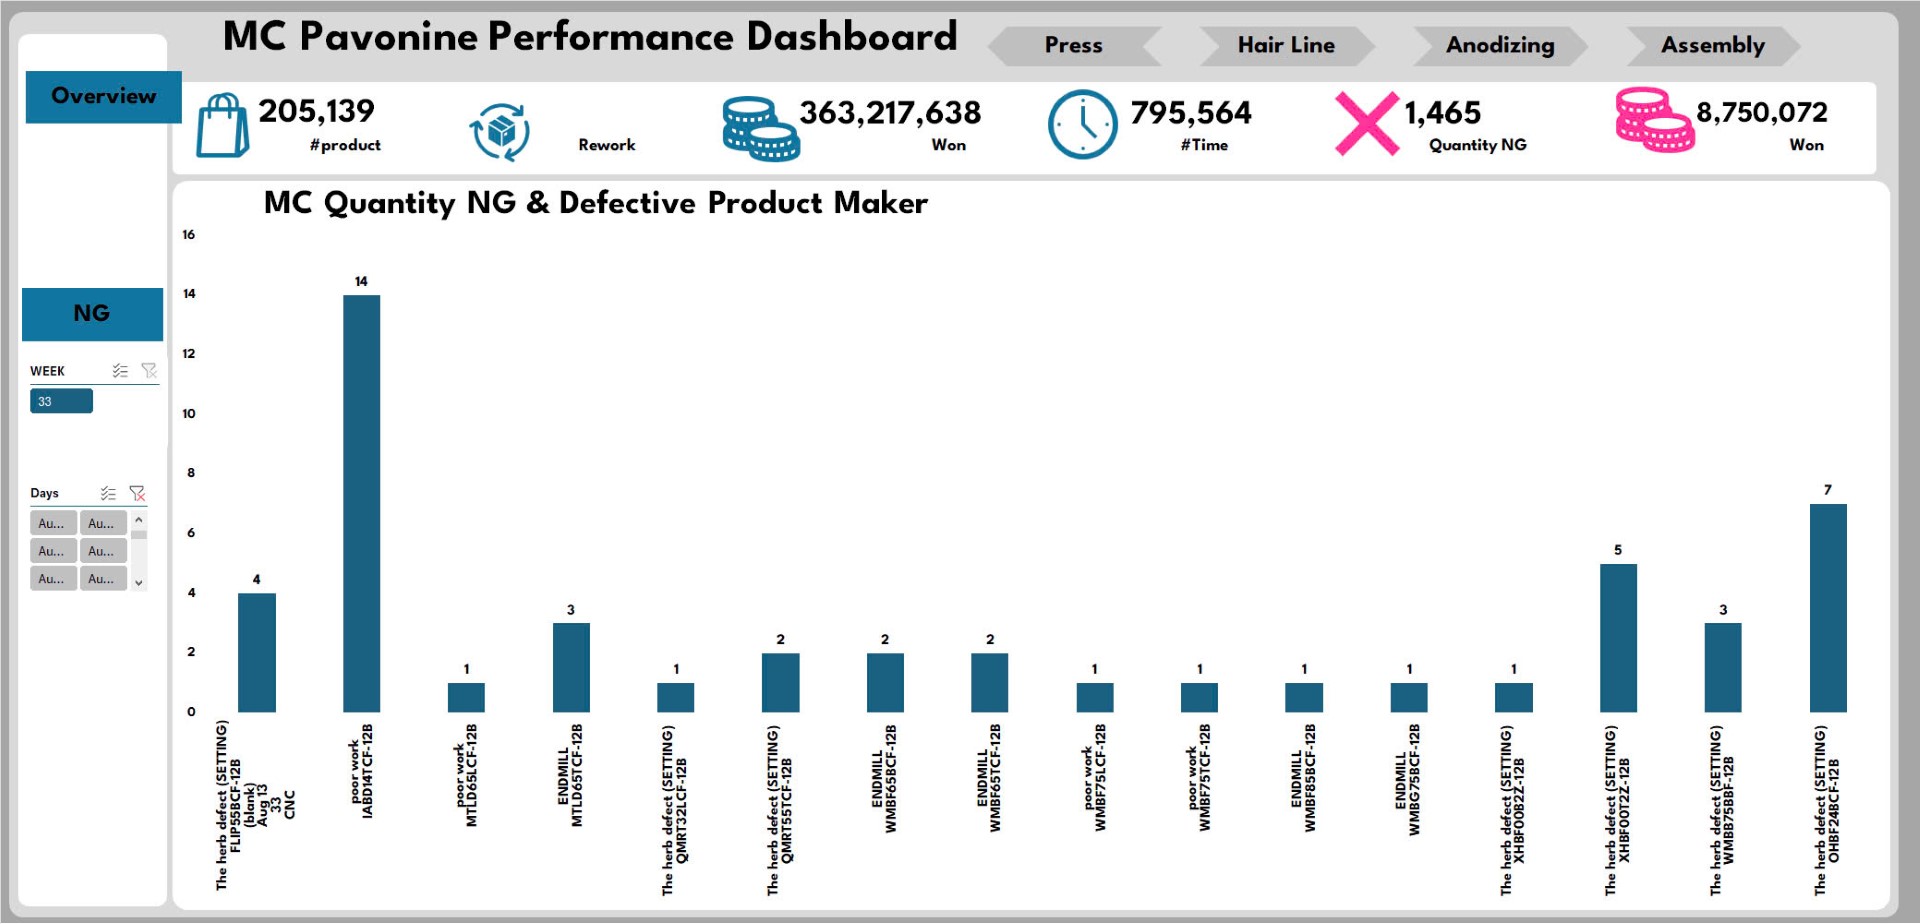 MC Pavonine Performance Dashboard
Press
Hair Line
Anodizing
Assembly
Overview
205,139
#product
Rework
363,217,638
Won
795,564
#Time
1,465
Quantity NG
8,750,072
Won
MC Quantity NG & Defective Product Maker
NG
WEEK
33
Days
Au...
Au...
Au...
Au...
Au...
Au...
16
14
12
10
8
6
4
2
0
4
14
1
3
1
2
2
2
1
1
1
1
1
5
3
7
The herb defect (SETTING)
FLIP55BCF-12B
(blank)
Aug 13
33
CNC
poor work
IABD14TCF-12B
poor work
MTLD65LCF-12B
ENDMILL
MTLD65TCF-12B
The herb defect (SETTING)
QMRT32LCF-12B
The herb defect (SETTING)
QMRT55TCF-12B
ENDMILL
WMBF65BCF-12B
ENDMILL
WMBF65TCF-12B
poor work
WMBF75LCF-12B
poor work
WMBF75TCF-12B
ENDMILL
WMBF85BCF-12B
ENDMILL
WMBG75BCF-12B
The herb defect (SETTING)
XHBF00B2Z-12B
The herb defect (SETTING)
XHBF00T2Z-12B
The herb defect (SETTING)
WMBB75BBF-12B
The herb defect (SETTING)
OHBF24BCF-12B